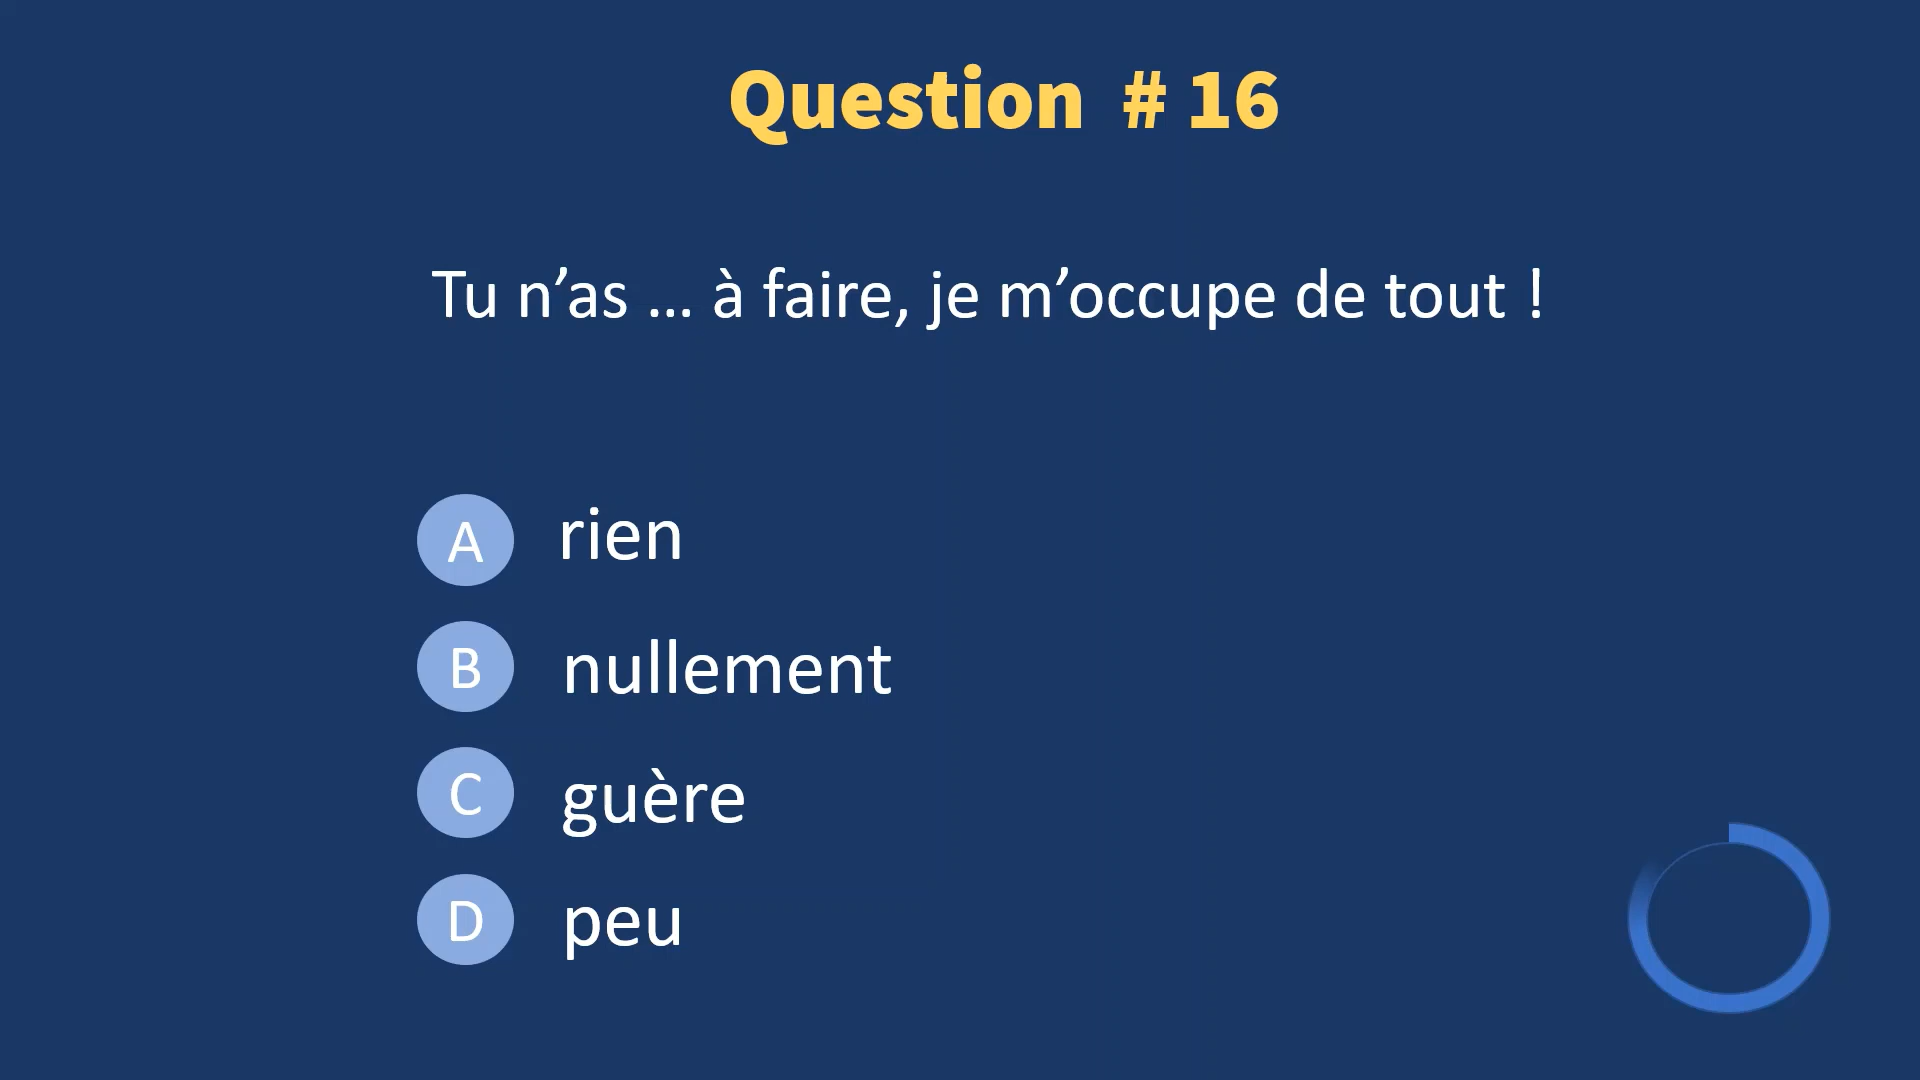 Question # 16
Tu n’as … à faire, je m’occupe de tout !
A rien
B nullement
C guère
D peu